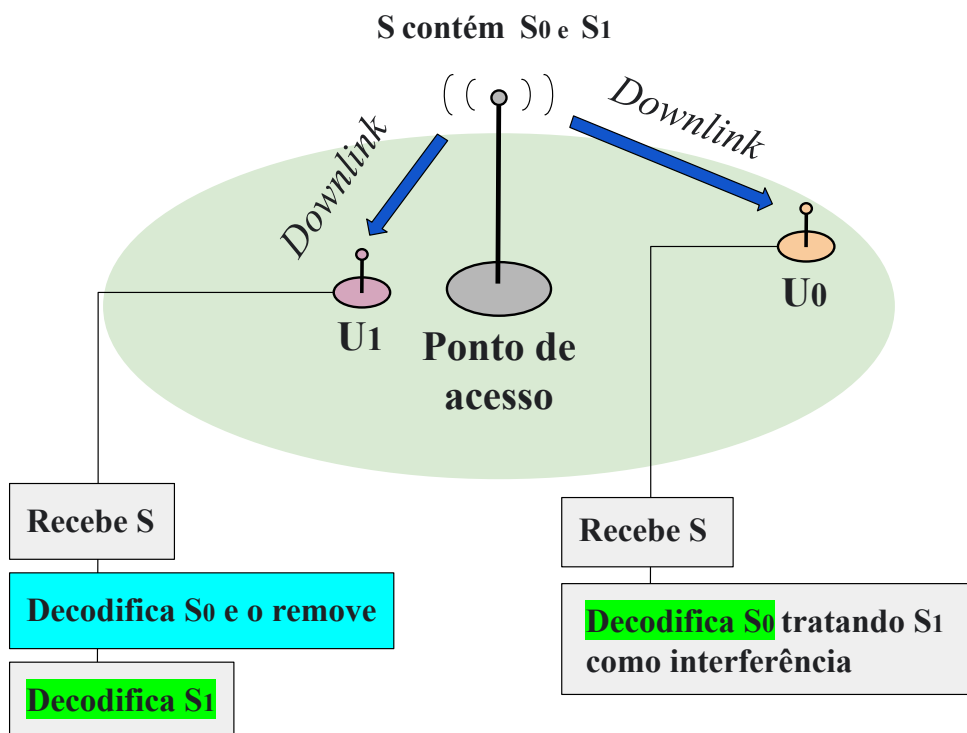 S contém S0 e S1
Downlink
Downlink
U1
U0
Ponto de
acesso
Recebe S
Decodifica S0 e o remove
Decodifica S1
Recebe S
Decodifica S0 tratando S1
como interferência